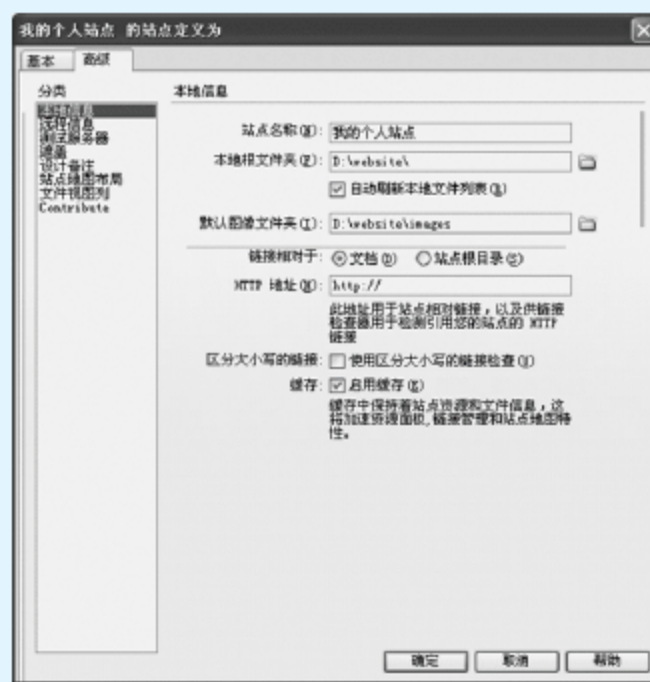 我的个人站点 的站点定义为
基本 高级
分类
本地信息
远程信息
测试服务器
遮盖
设计备注
站点地图布局
文件视图列
Contribute
本地信息
站点名称(N): 我的个人站点
本地根文件夹(F): D:\website\
自动刷新本地文件列表(R)
默认图像文件夹(I): D:\website\images
链接相对于: 文档(D) 站点根目录(S)
HTTP 地址(H): http://
此地址用于站点相对链接，以及供链接
检查器用于检测引用您的站点的 HTTP
链接
区分大小写的链接: 使用区分大小写的链接检查(U)
缓存: 启用缓存(E)
缓存中保持着站点资源和文件信息，这
将加速资源面板,链接管理和站点地图特
性。
确定 取消 帮助